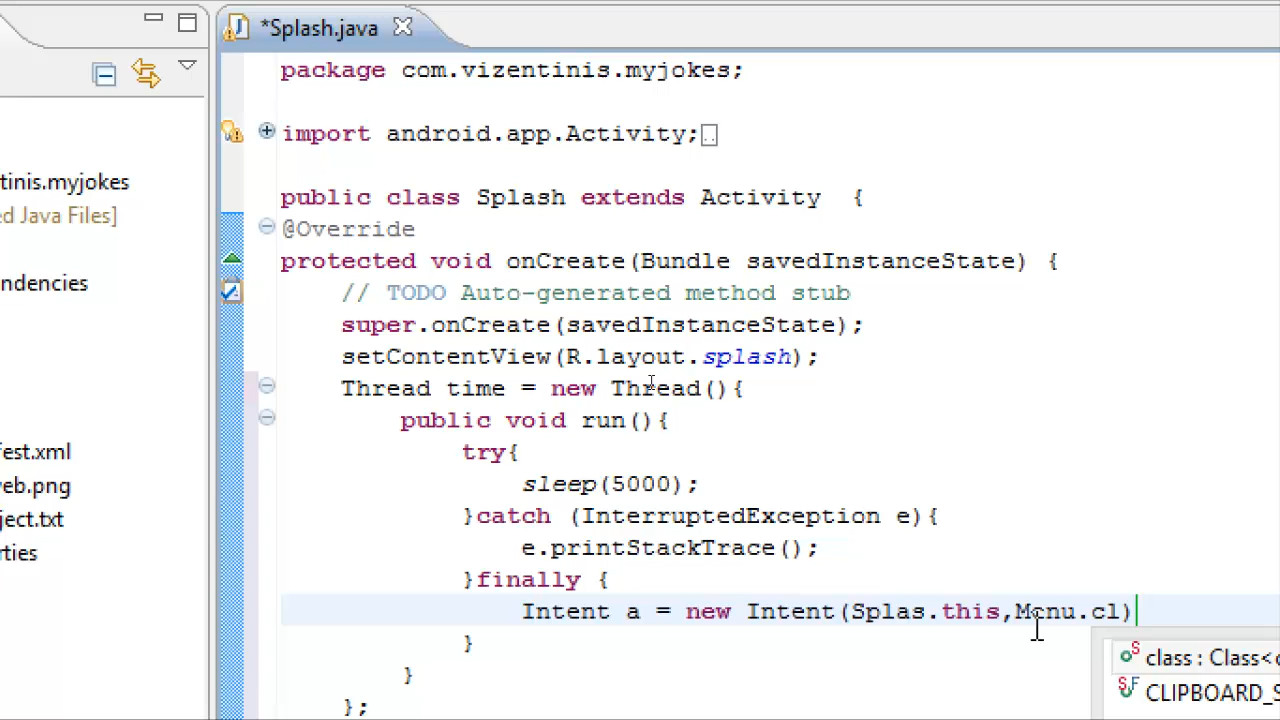 *Splash.java
package com.vizentinis.myjokes;
import android.app.Activity;
tinis.myjokes
public class Splash extends Activity {
ed Java Files]
@Override
protected void onCreate(Bundle savedInstanceState) {
ndencies
// TODO Auto-generated method stub
super.onCreate(savedInstanceState);
setContentView(R.layout.splash);
Thread time = new Thread(){
public void run(){
fest.xml
try{
veb.png
sleep(5000);
ject.txt
}catch (InterruptedException e){
rties
e.printStackTrace();
}finally {
Intent a = new Intent(Splas.this,Menu.cl)
}
class : Class<
}
CLIPBOARD_S
};